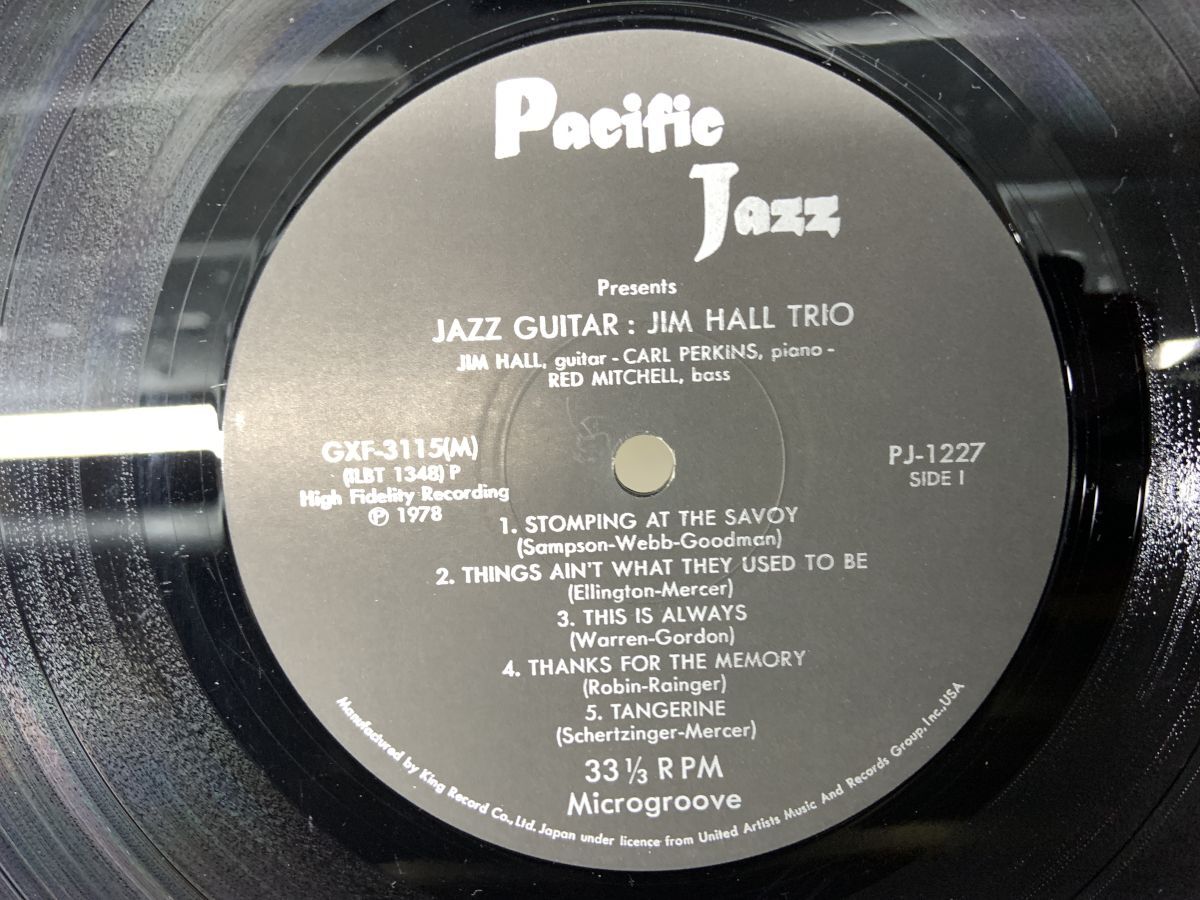 Pacific
Jazz
Presents
JAZZ GUITAR : JIM HALL TRIO
JIM HALL, guitar - CARL PERKINS, piano -
RED MITCHELL, bass
GXF-3115(M)
(ILBT 1348) P
High Fidelity Recording
℗ 1978
PJ-1227
SIDE I
1. STOMPING AT THE SAVOY
(Sampson-Webb-Goodman)
2. THINGS AIN'T WHAT THEY USED TO BE
(Ellington-Mercer)
3. THIS IS ALWAYS
(Warren-Gordon)
4. THANKS FOR THE MEMORY
(Robin-Rainger)
5. TANGERINE
(Schertzinger-Mercer)
33 ⅓ RPM
Microgroove
Manufactured by King Record Co., Ltd. Japan under licence from United Artists Music And Records Group, Inc., USA